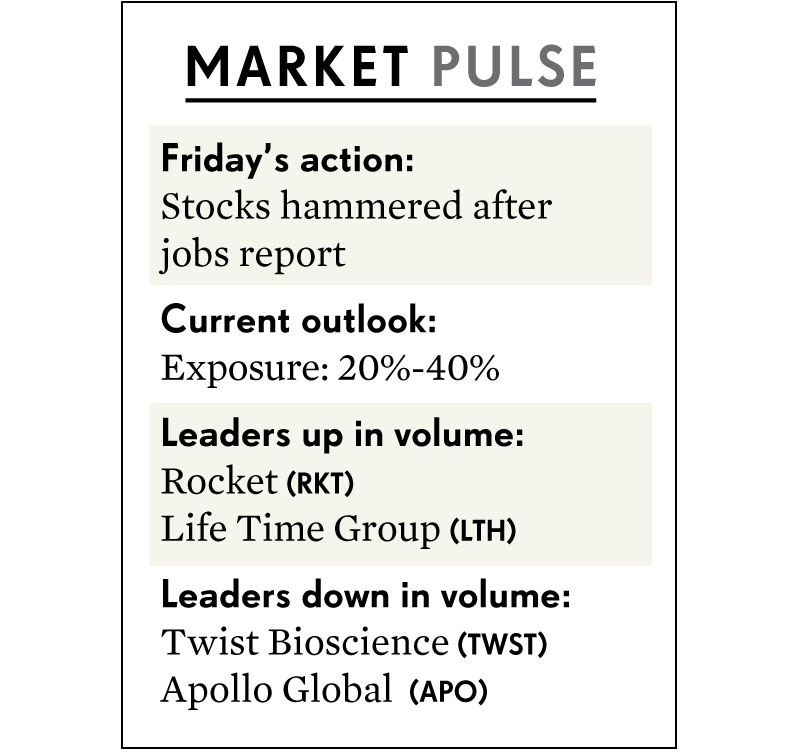 MARKET PULSE
Friday’s action:
Stocks hammered after
jobs report
Current outlook:
Exposure: 20%-40%
Leaders up in volume:
Rocket (RKT)
Life Time Group (LTH)
Leaders down in volume:
Twist Bioscience (TWST)
Apollo Global (APO)